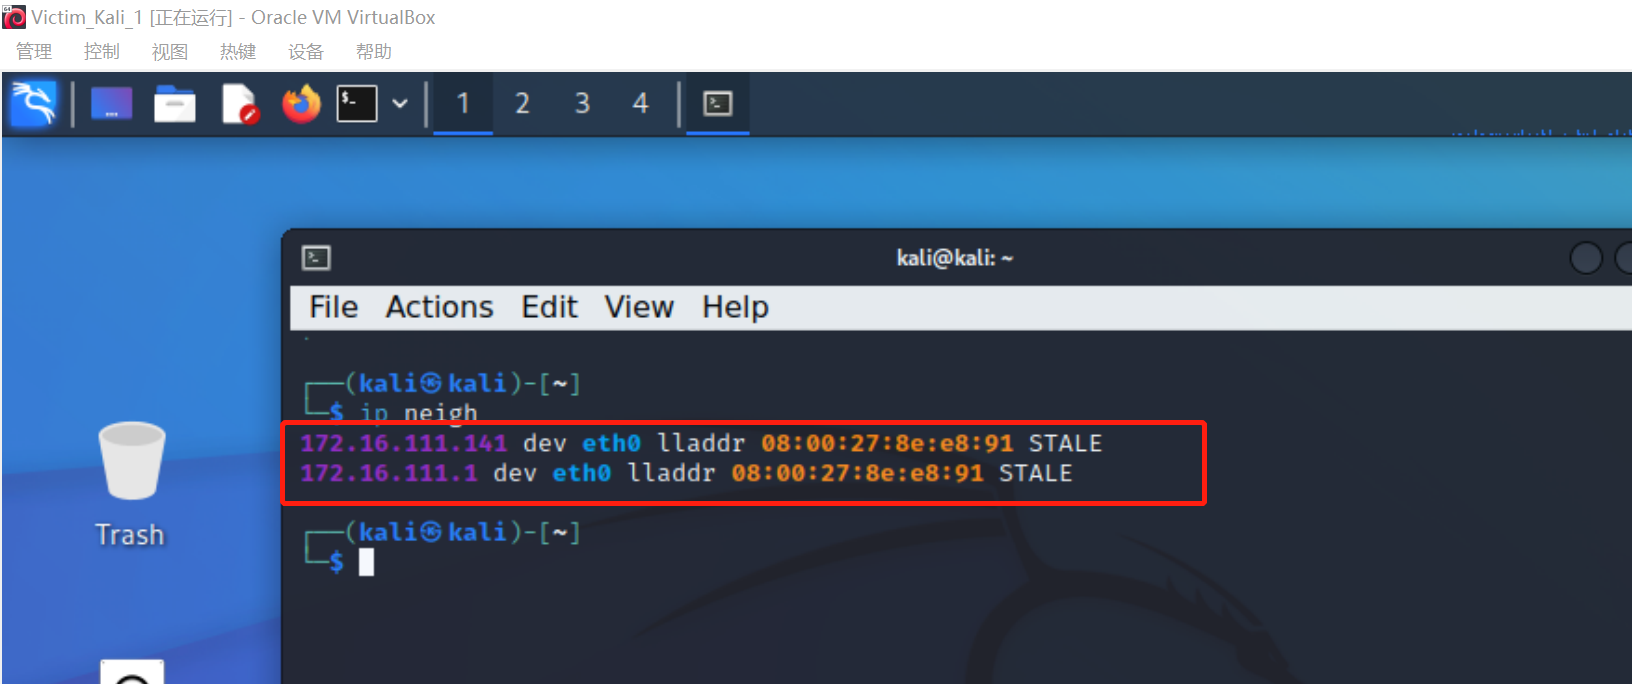 Victim_Kali_1 [正在运行] - Oracle VM VirtualBox
管理 控制 视图 热键 设备 帮助
$- 1 2 3 4
kali@kali: ~
File Actions Edit View Help
┌──(kali㉿kali)-[~]
└─$ ip neigh
172.16.111.141 dev eth0 lladdr 08:00:27:8e:e8:91 STALE
172.16.111.1 dev eth0 lladdr 08:00:27:8e:e8:91 STALE
┌──(kali㉿kali)-[~]
└─$
Trash